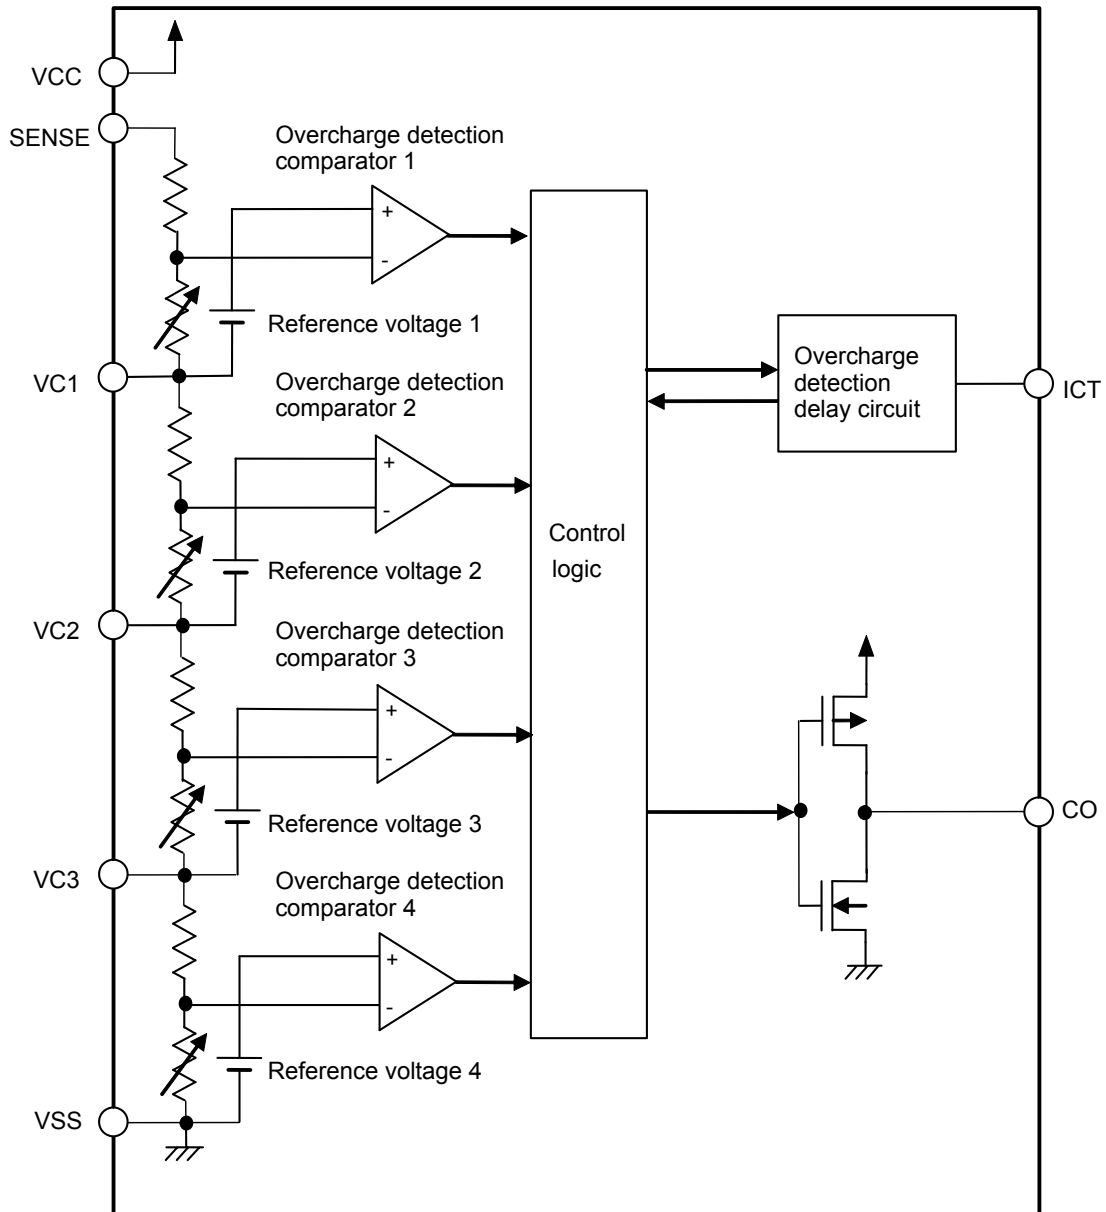 VCC
SENSE
Overcharge detection
comparator 1
+
-
Reference voltage 1
VC1
Overcharge detection
comparator 2
+
-
Reference voltage 2
VC2
Overcharge detection
comparator 3
+
-
Reference voltage 3
VC3
Overcharge detection
comparator 4
+
-
Reference voltage 4
VSS
Control
logic
Overcharge
detection
delay circuit
ICT
CO